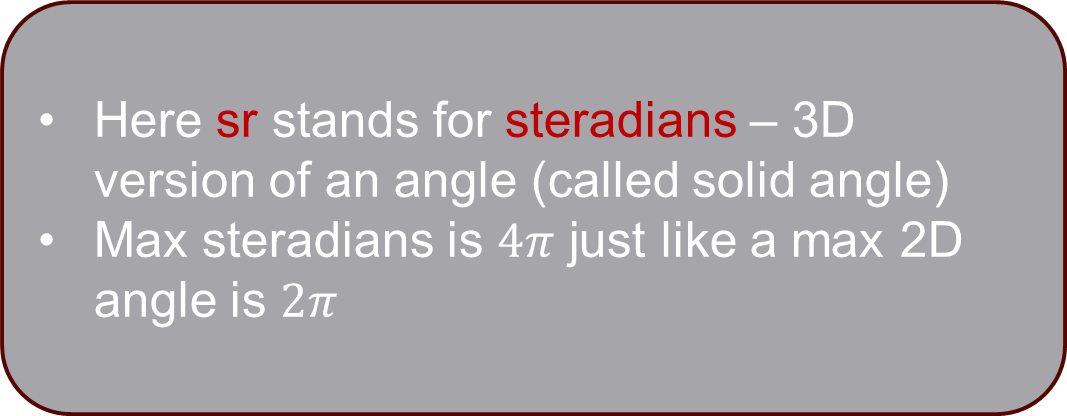 • Here sr stands for steradians – 3D
version of an angle (called solid angle)
• Max steradians is 4𝜋 just like a max 2D
angle is 2𝜋